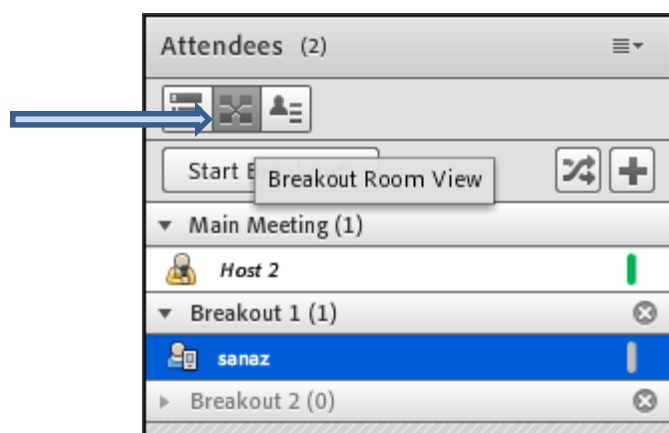 Attendees (2)
Start
Breakout Room View
Main Meeting (1)
Host 2
Breakout 1 (1)
sanaz
Breakout 2 (0)